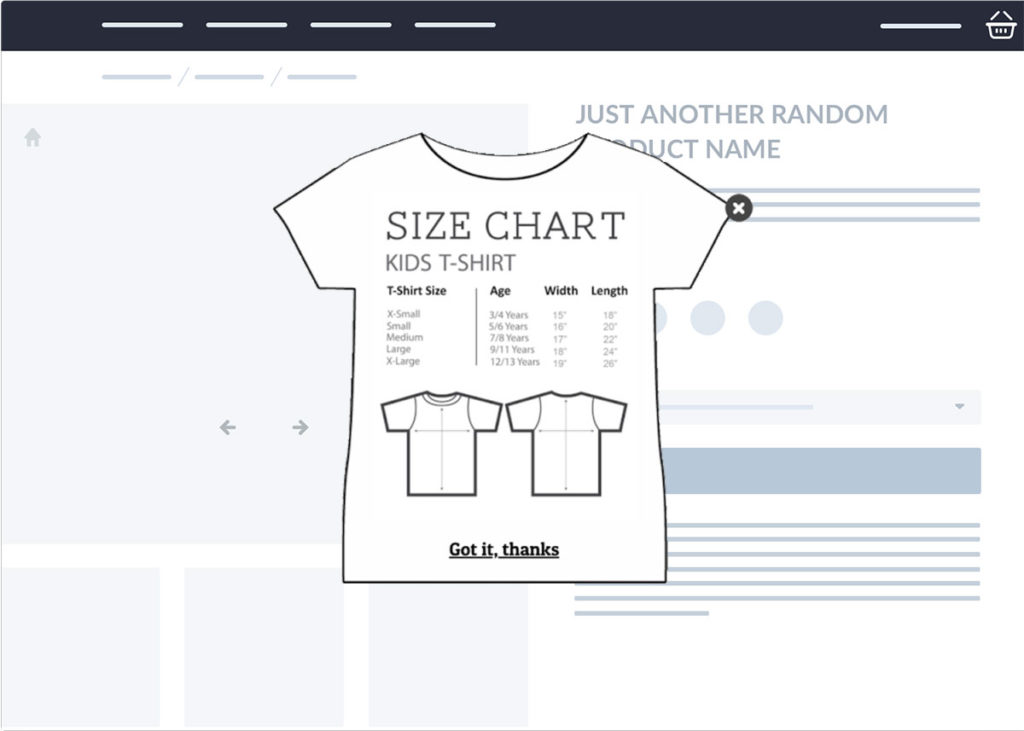 JUST ANOTHER RANDOM
ODUCT NAME
SIZE CHART
KIDS T-SHIRT
T-Shirt Size Age Width Length
X-Small 3/4 Years 15" 18"
Small 5/6 Years 16" 20"
Medium 7/8 Years 17" 22"
Large 9/11 Years 18" 24"
X-Large 12/13 Years 19" 26"
Got it, thanks